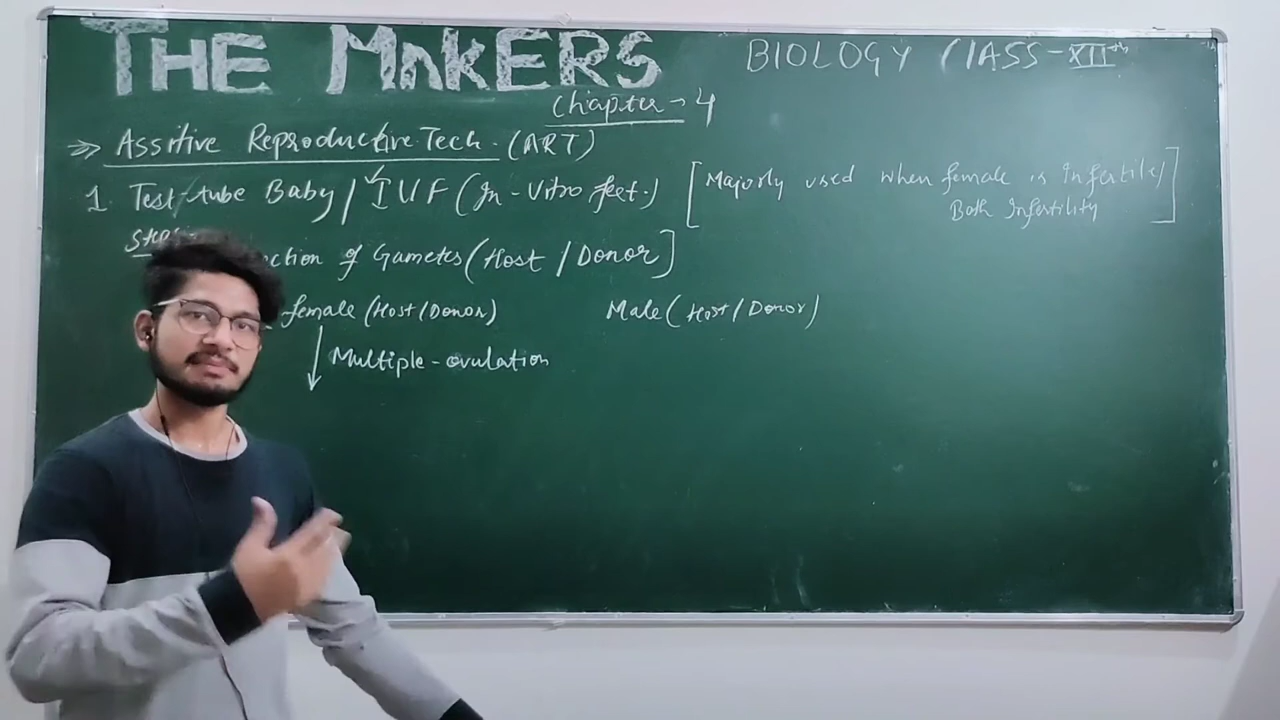 THE MAKERS
BIOLOGY ClASS-XIIth
Chapter → 4
» Assitive Reproductive Tech. (ART)
1. Test-tube Baby / IVF (In-Vitro fert.) [Majorly used when female is infertile/
Both Infertility]
of Gametes (Host / Donor]
female (Host/Donor) Male (Host/Donor)
↓ Multiple-ovulation